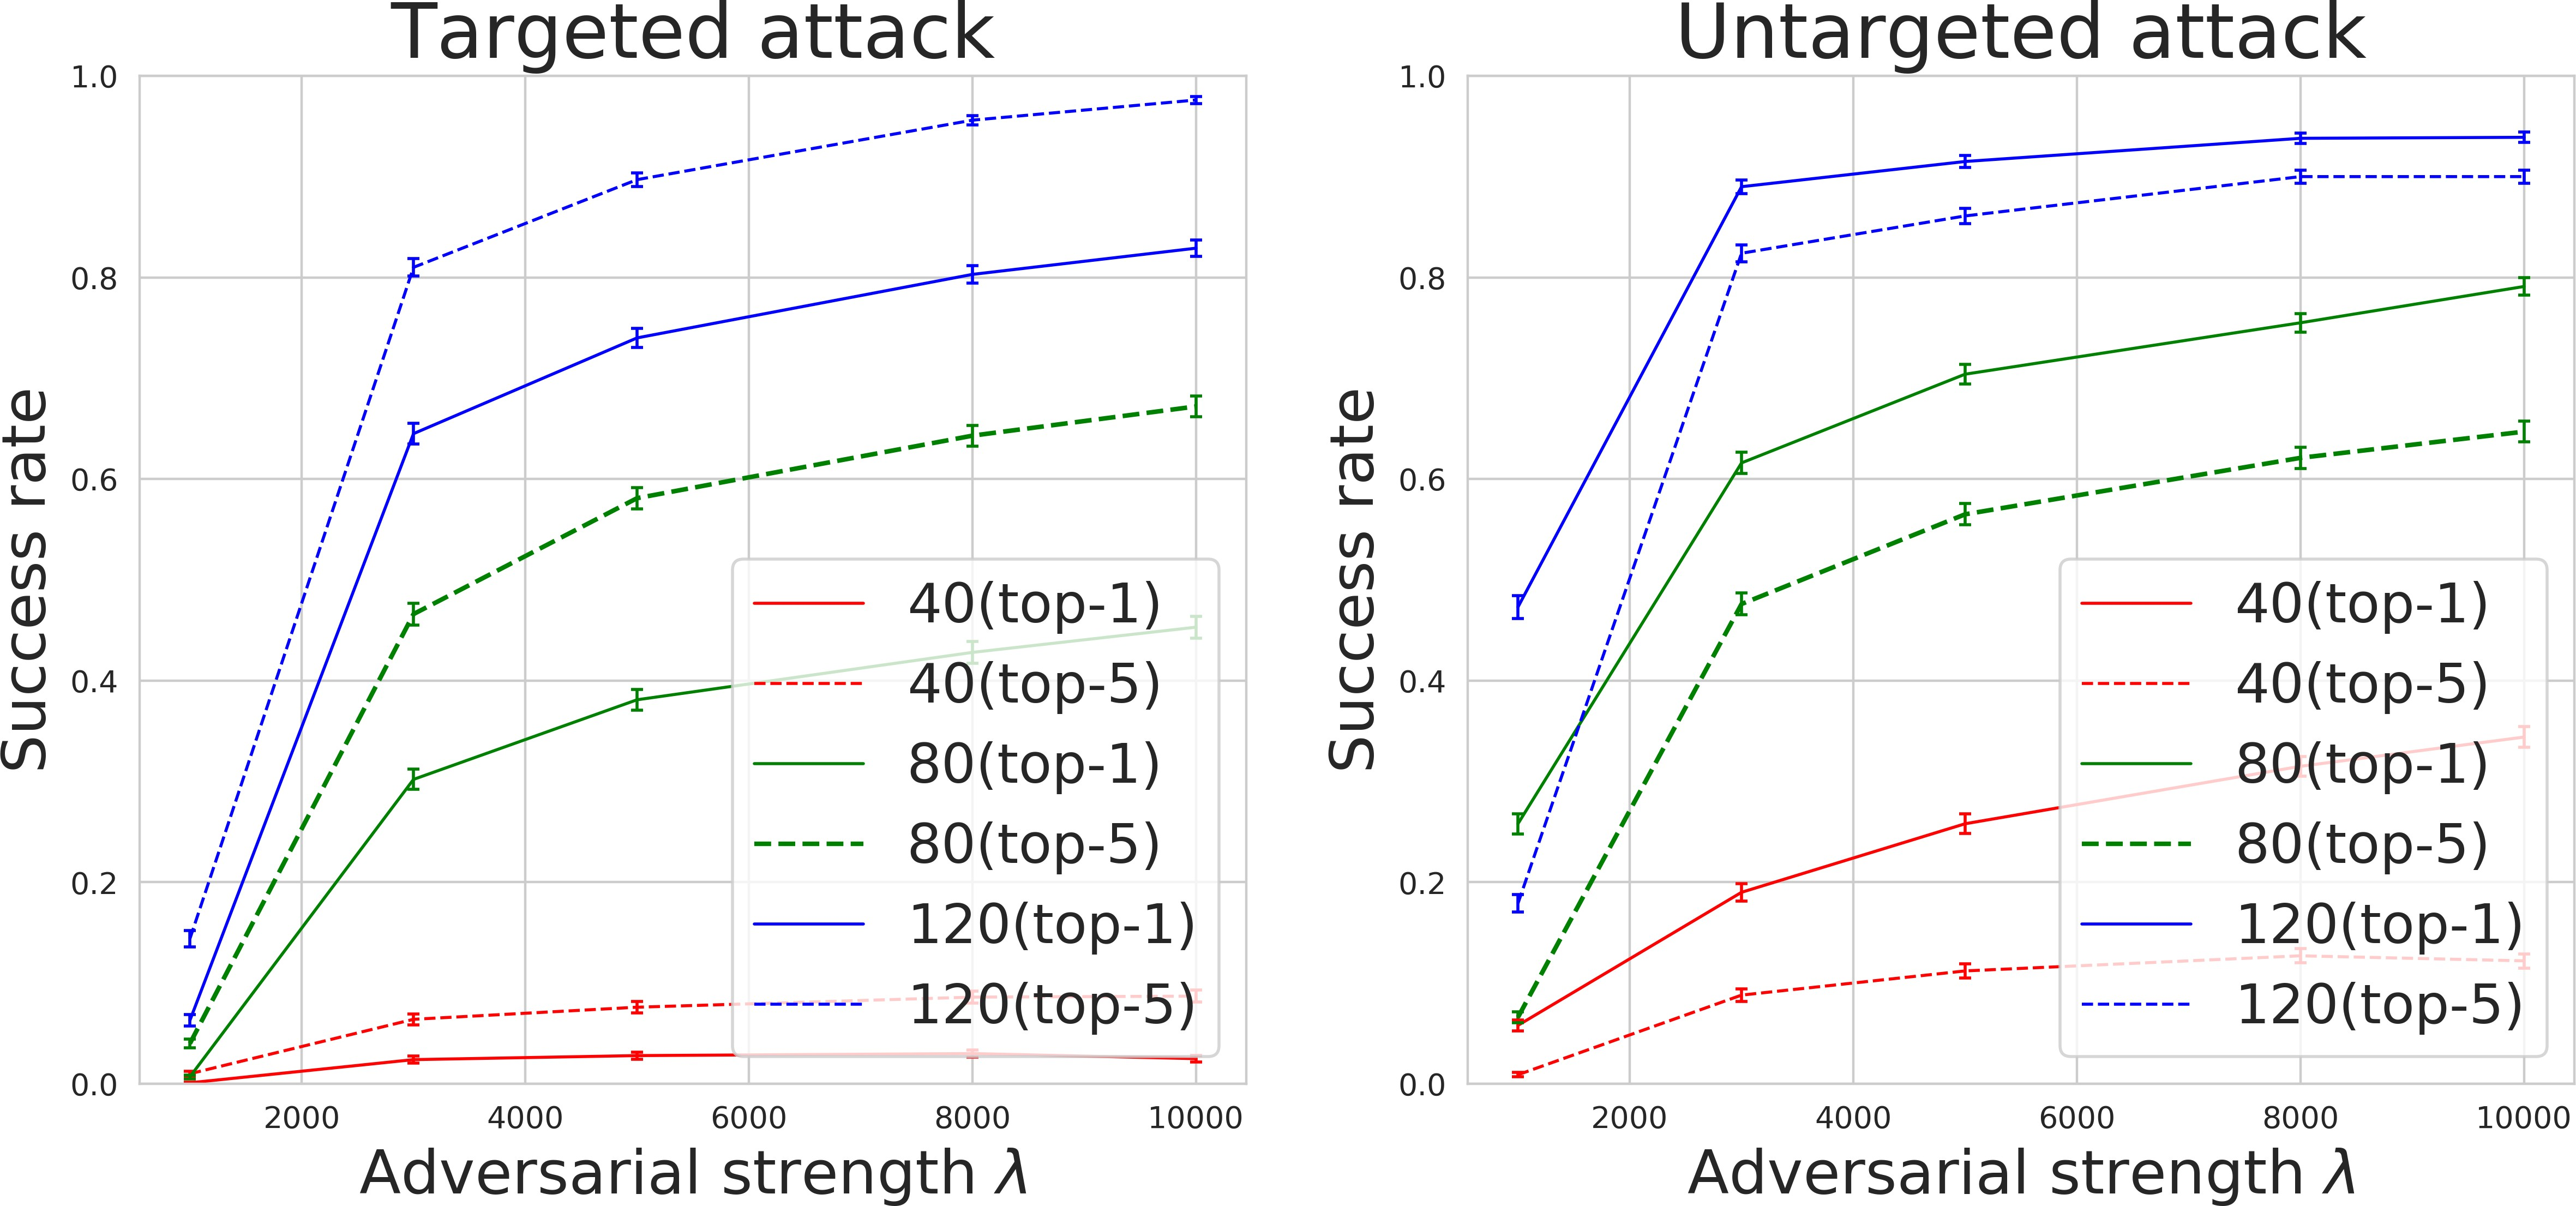 Targeted attack
1.0
0.8
0.6
0.4
0.2
0.0
Success rate
40(top-1)
40(top-5)
80(top-1)
80(top-5)
120(top-1)
120(top-5)
2000 4000 6000 8000 10000
Adversarial strength λ
Untargeted attack
1.0
0.8
0.6
0.4
0.2
0.0
Success rate
40(top-1)
40(top-5)
80(top-1)
80(top-5)
120(top-1)
120(top-5)
2000 4000 6000 8000 10000
Adversarial strength λ